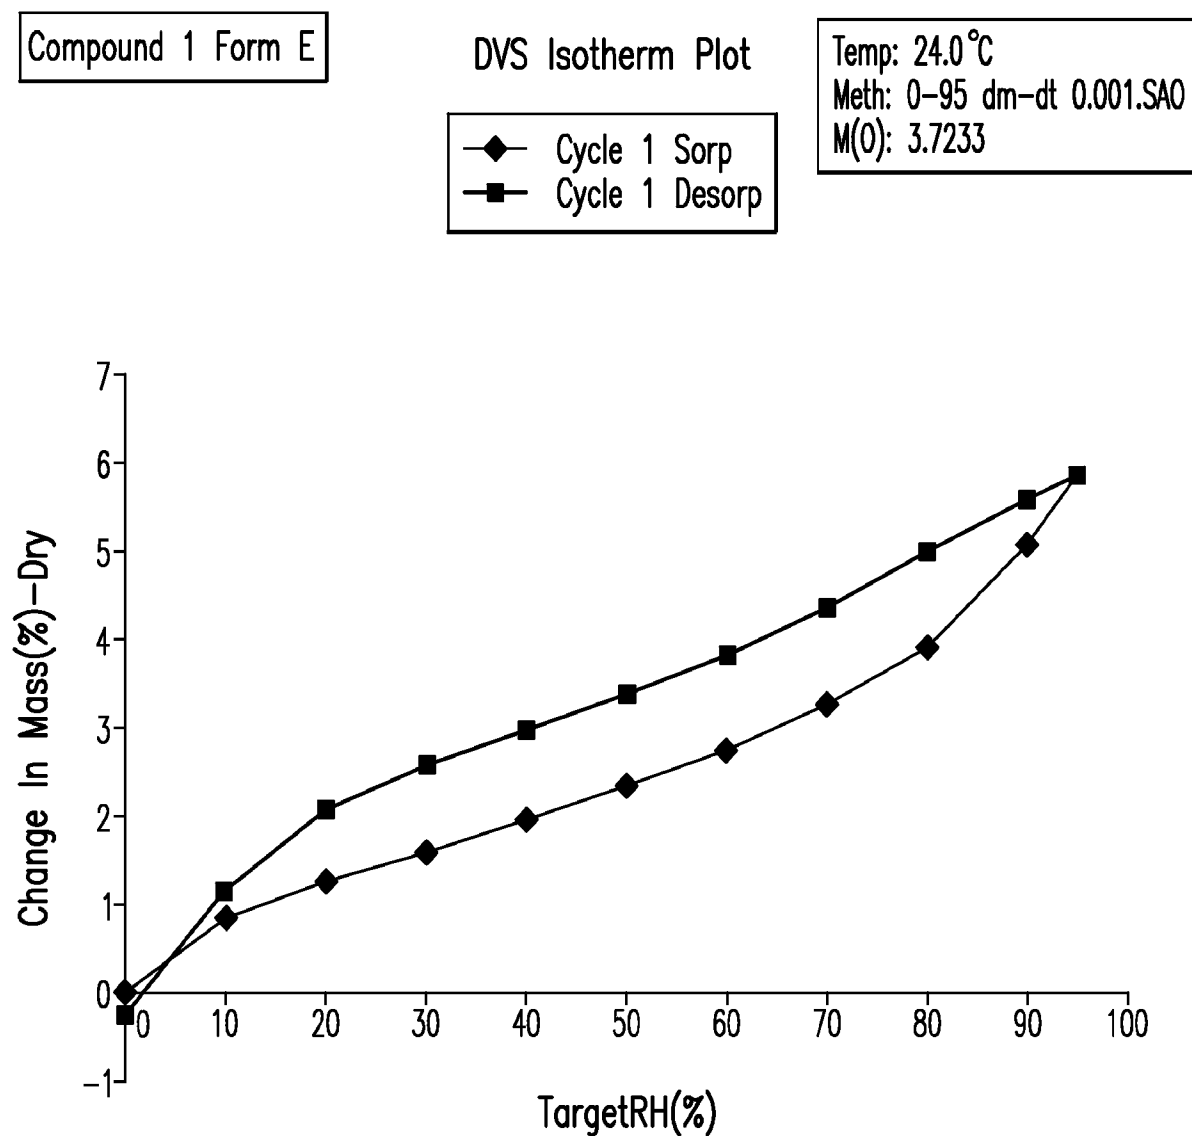 Compound 1 Form E
DVS Isotherm Plot
Temp: 24.0°C
Meth: 0-95 dm-dt 0.001.SAO
M(0): 3.7233
Cycle 1 Sorp
Cycle 1 Desorp
7
6
5
4
3
2
1
0
-1
Change In Mass(%)-Dry
0 10 20 30 40 50 60 70 80 90 100
TargetRH(%)